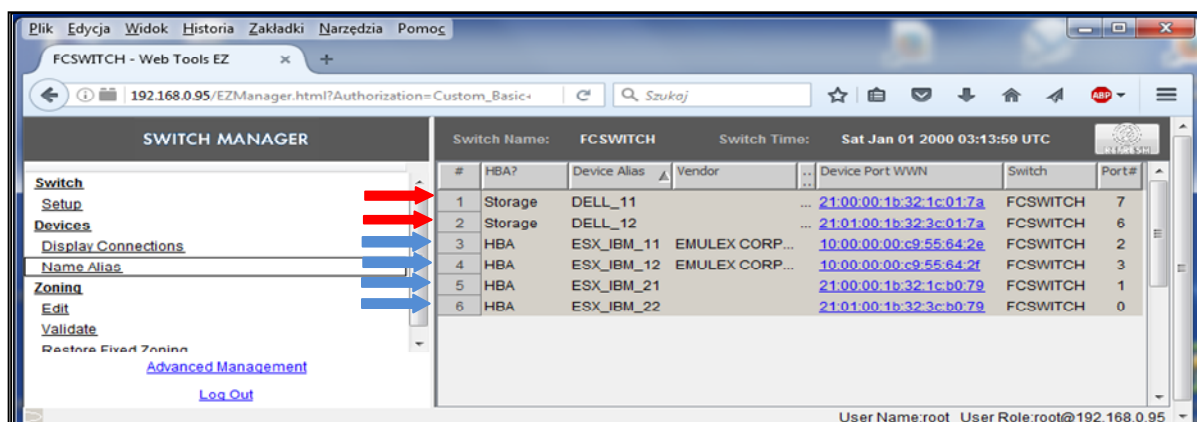 Plik Edycja Widok Historia Zakładki Narzędzia Pomoc
FCSWITCH - Web Tools EZ
192.168.0.95/EZManager.html?Authorization=Custom_Basic
Szukaj
ABP
SWITCH MANAGER
Switch
Setup
Devices
Display Connections
Name Alias
Zoning
Edit
Validate
Restore Fixed Zoning
Advanced Management
Log Out
Switch Name: FCSWITCH Switch Time: Sat Jan 01 2000 03:13:59 UTC
# HBA? Device Alias Vendor ... Device Port WWN Switch Port#
1 Storage DELL_11 ... 21:00:00:1b:32:1c:01:7a FCSWITCH 7
2 Storage DELL_12 ... 21:01:00:1b:32:3c:01:7a FCSWITCH 6
3 HBA ESX_IBM_11 EMULEX CORP... 10:00:00:00:c9:55:64:2e FCSWITCH 2
4 HBA ESX_IBM_12 EMULEX CORP... 10:00:00:00:c9:55:64:2f FCSWITCH 3
5 HBA ESX_IBM_21 21:00:00:1b:32:1c:b0:79 FCSWITCH 1
6 HBA ESX_IBM_22 21:01:00:1b:32:3c:b0:79 FCSWITCH 0
User Name:root User Role:root@192.168.0.95